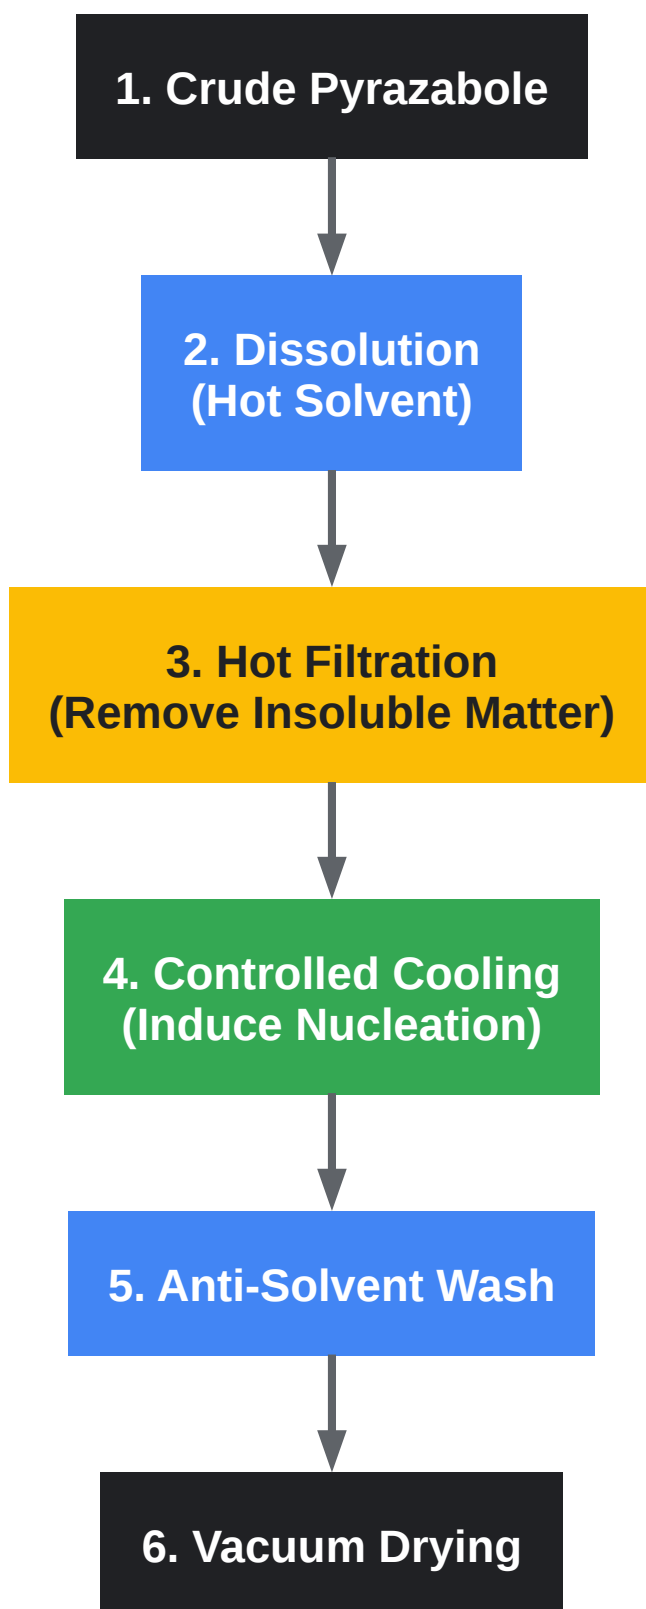 1. Crude Pyrazabole
2. Dissolution
(Hot Solvent)
3. Hot Filtration
(Remove Insoluble Matter)
4. Controlled Cooling
(Induce Nucleation)
5. Anti-Solvent Wash
6. Vacuum Drying